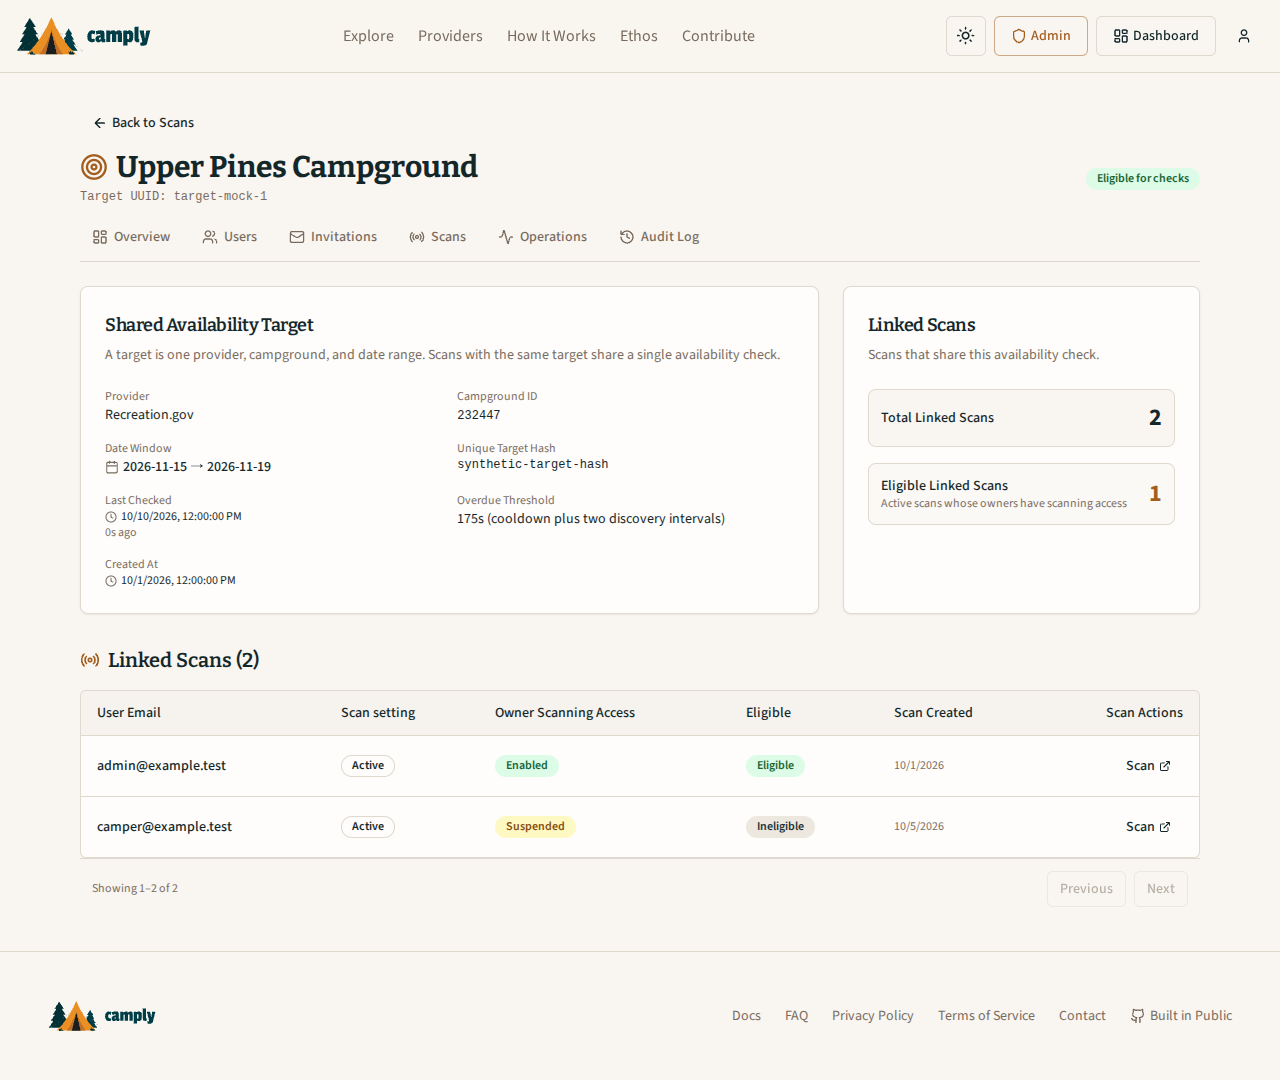 camply
Explore
Providers
How It Works
Ethos
Contribute
Admin
Dashboard
Back to Scans
Upper Pines Campground
Target UUID: target-mock-1
Eligible for checks
Overview
Users
Invitations
Scans
Operations
Audit Log
Shared Availability Target
A target is one provider, campground, and date range. Scans with the same target share a single availability check.
Provider
Recreation.gov
Campground ID
232447
Date Window
2026-11-15 → 2026-11-19
Unique Target Hash
synthetic-target-hash
Last Checked
10/10/2026, 12:00:00 PM
0s ago
Overdue Threshold
175s (cooldown plus two discovery intervals)
Created At
10/1/2026, 12:00:00 PM
Linked Scans
Scans that share this availability check.
Total Linked Scans
2
Eligible Linked Scans
Active scans whose owners have scanning access
1
Linked Scans (2)
User Email
Scan setting
Owner Scanning Access
Eligible
Scan Created
Scan Actions
admin@example.test
Active
Enabled
Eligible
10/1/2026
Scan
camper@example.test
Active
Suspended
Ineligible
10/5/2026
Scan
Showing 1–2 of 2
Previous
Next
camply
Docs
FAQ
Privacy Policy
Terms of Service
Contact
Built in Public